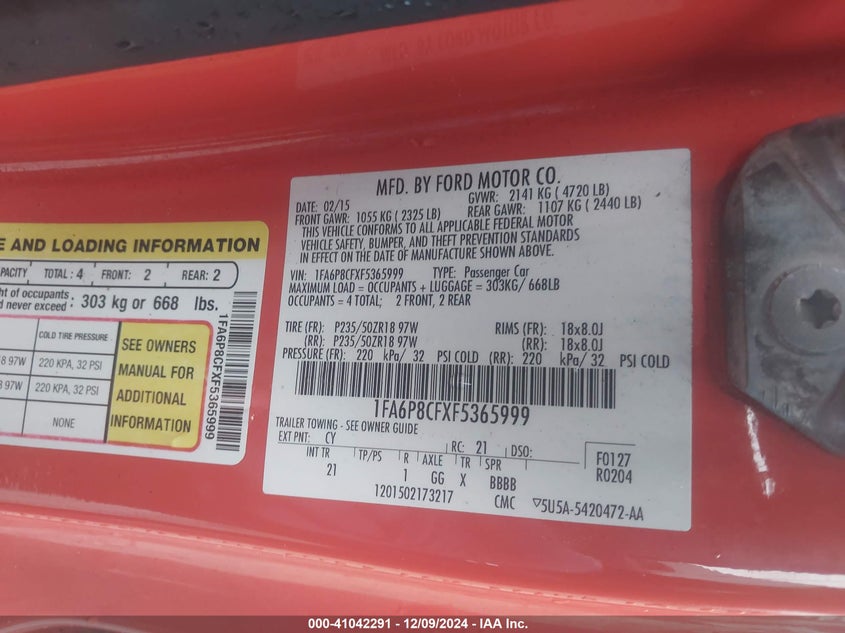 MFD. BY FORD MOTOR CO.
DATE: 02/15
GVWR: 2141 KG ( 4720 LB)
FRONT GAWR: 1055 KG ( 2325 LB)
REAR GAWR: 1107 KG ( 2440 LB)
THIS VEHICLE CONFORMS TO ALL APPLICABLE FEDERAL MOTOR
VEHICLE SAFETY, BUMPER, AND THEFT PREVENTION STANDARDS
IN EFFECT ON THE DATE OF MANUFACTURE SHOWN ABOVE.
VIN: 1FA6P8CFXF5365999 TYPE: Passenger Car
MAXIMUM LOAD = OCCUPANTS + LUGGAGE = 303KG/ 668LB
OCCUPANTS = 4 TOTAL; 2 FRONT, 2 REAR
TIRE (FR): P235/50ZR18 97W RIMS (FR): 18x8.0J
(RR): P235/50ZR18 97W (RR): 18x8.0J
PRESSURE (FR): 220 kPa/ 32 PSI COLD (RR): 220 kPa/ 32 PSI COLD
1FA6P8CFXF5365999
TRAILER TOWING - SEE OWNER GUIDE
EXT PNT: CY RC: 21 DSO:
F0127
R0204
INT TR TP/PS R AXLE TR SPR
21 1 GG X BBBB
1201502173217 CMC ▽5U5A-5420472-AA
E AND LOADING INFORMATION
PACITY TOTAL : 4 FRONT: 2 REAR: 2
ht of occupants :
d never exceed : 303 kg or 668 lbs.
COLD TIRE PRESSURE
8 97W 220 KPA, 32 PSI
97W 220 KPA, 32 PSI
NONE
SEE OWNERS
MANUAL FOR
ADDITIONAL
INFORMATION
1FA6P8CFXF5365999
000-41042291 - 12/09/2024 - IAA Inc.